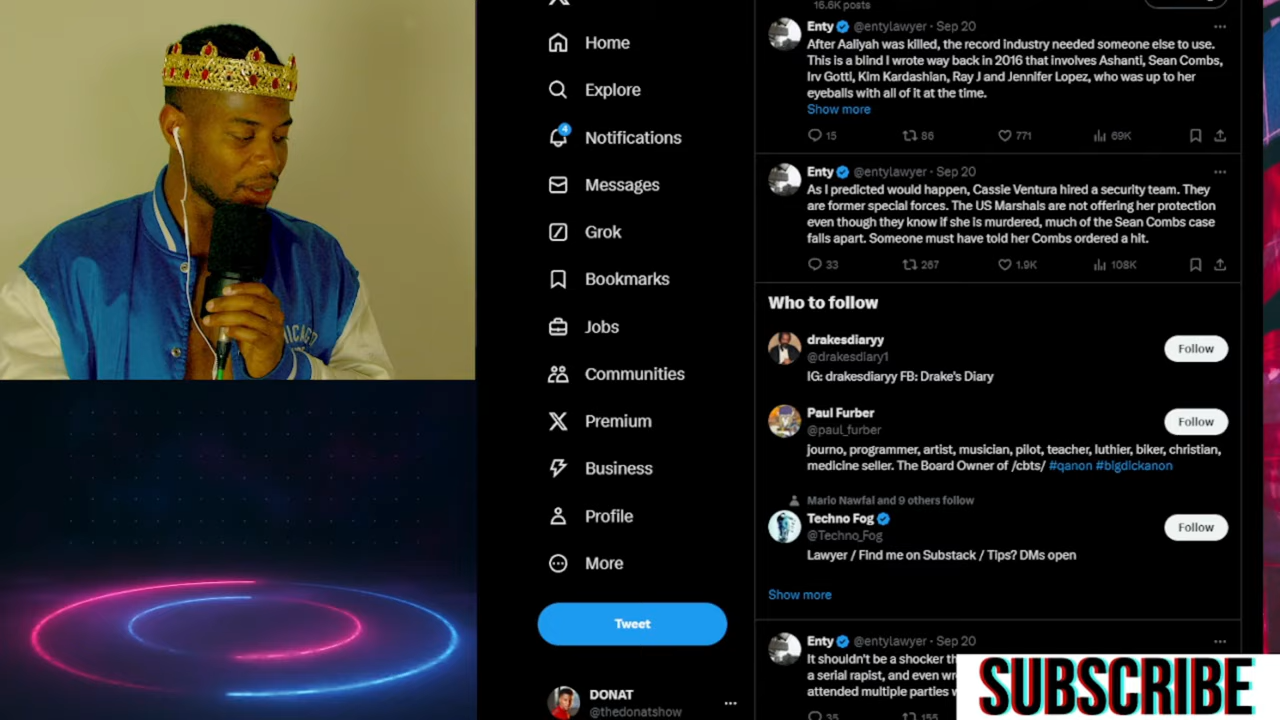 16.6K posts
Enty @entylawyer · Sep 20
After Aaliyah was killed, the record industry needed someone else to use.
This is a blind I wrote way back in 2016 that involves Ashanti, Sean Combs,
Irv Gotti, Kim Kardashian, Ray J and Jennifer Lopez, who was up to her
eyeballs with all of it at the time.
Show more
15 86 771 69K
Enty @entylawyer · Sep 20
As I predicted would happen, Cassie Ventura hired a security team. They
are former special forces. The US Marshals are not offering her protection
even though they know if she is murdered, much of the Sean Combs case
falls apart. Someone must have told her Combs ordered a hit.
33 267 1.9K 108K
Who to follow
drakesdiaryy
@drakesdiary1
IG: drakesdiaryy FB: Drake's Diary
Follow
Paul Furber
@paul_furber
journo, programmer, artist, musician, pilot, teacher, luthier, biker, christian,
medicine seller. The Board Owner of /cbts/ #qanon #bigdickanon
Follow
Mario Nawfal and 9 others follow
Techno Fog
@Techno_Fog
Lawyer / Find me on Substack / Tips? DMs open
Follow
Show more
Enty @entylawyer · Sep 20
It shouldn't be a shocker
a serial rapist, and even
attended multiple parties
35 155
Home
Explore
4
Notifications
Messages
Grok
Bookmarks
Jobs
Communities
Premium
Business
Profile
More
Tweet
DONAT
@thedonatshow
CHICAGO
SUBSCRIBE